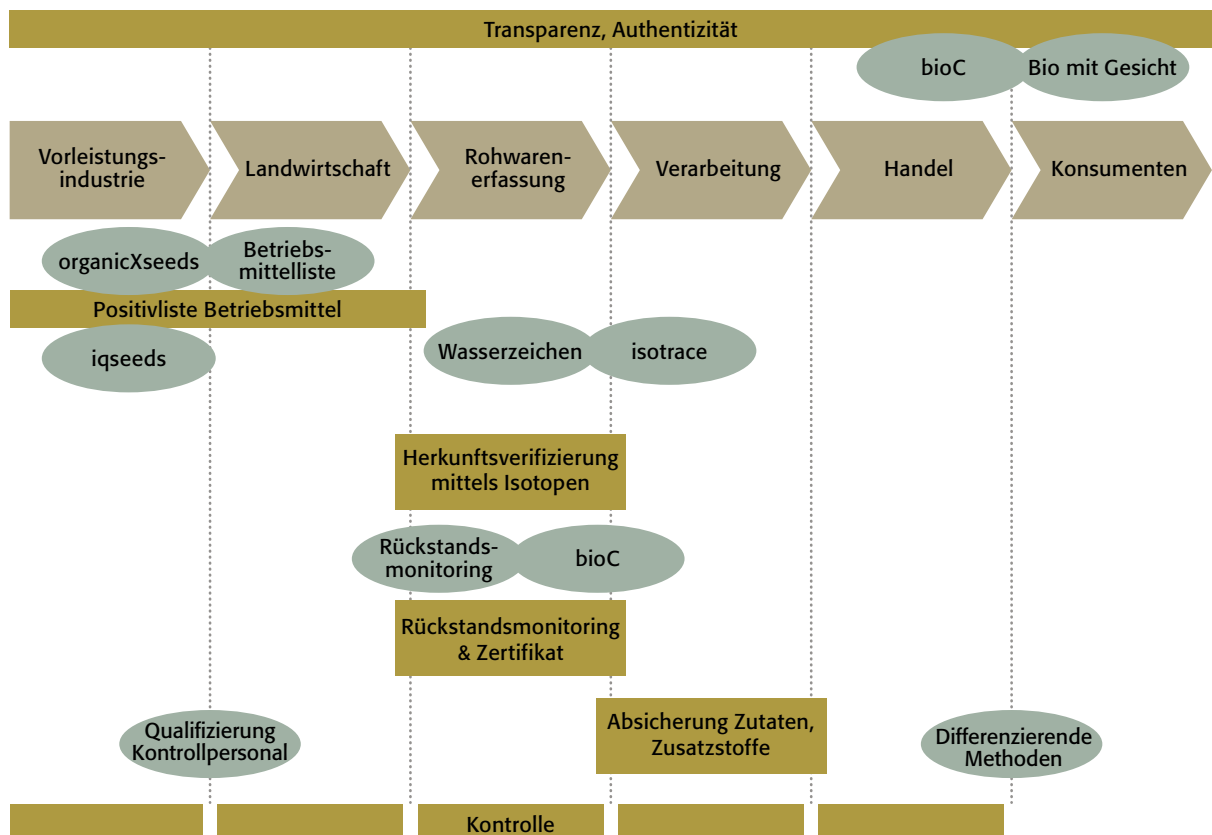 Transparenz, Authentizität
bioC
Bio mit Gesicht
Vorleistungs-
industrie
Landwirtschaft
Rohwaren-
erfassung
Verarbeitung
Handel
Konsumenten
organicXseeds
Betriebs-
mittelliste
Positivliste Betriebsmittel
iqseeds
Wasserzeichen
isotrace
Herkunftsverifizierung
mittels Isotopen
Rückstands-
monitoring
bioC
Rückstandsmonitoring
& Zertifikat
Absicherung Zutaten,
Zusatzstoffe
Qualifizierung
Kontrollpersonal
Differenzierende
Methoden
Kontrolle